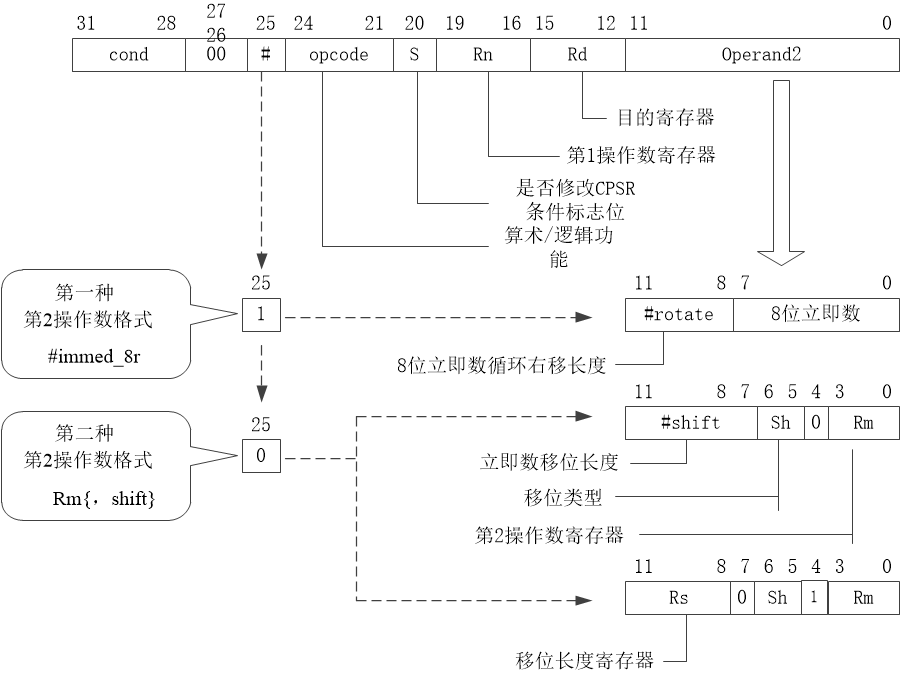 31 28 27 26 25 24 21 20 19 16 15 12 11 0
cond 00 # opcode S Rn Rd Operand2
目的寄存器
第1操作数寄存器
是否修改CPSR
条件标志位
算术/逻辑功
能
第一种
第2操作数格式
#immed_8r
25
1
11 8 7 0
#rotate 8位立即数
8位立即数循环右移长度
第二种
第2操作数格式
Rm{, shift}
25
0
11 8 7 6 5 4 3 0
#shift Sh 0 Rm
立即数移位长度
移位类型
第2操作数寄存器
11 8 7 6 5 4 3 0
Rs 0 Sh 1 Rm
移位长度寄存器